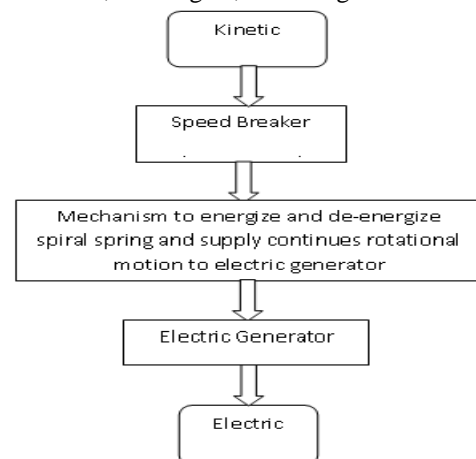 Kinetic
Speed Breaker
Mechanism to energize and de-energize
spiral spring and supply continues rotational
motion to electric generator
Electric Generator
Electric